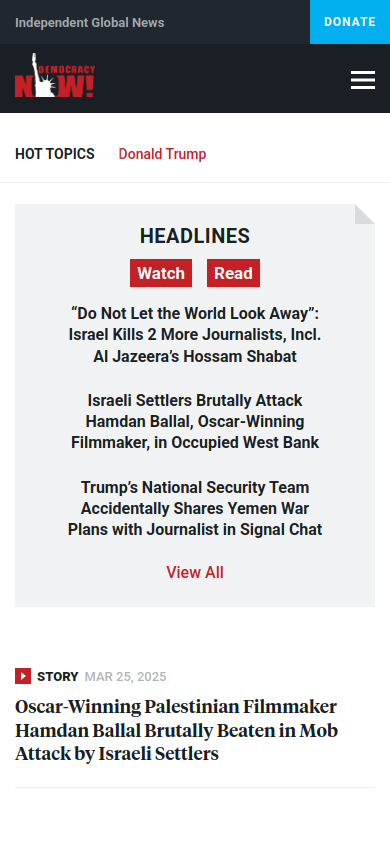 Independent Global News
DONATE
DEMOCRACY
NOW!
HOT TOPICS
Donald Trump
HEADLINES
Watch
Read
“Do Not Let the World Look Away”:
Israel Kills 2 More Journalists, Incl.
Al Jazeera’s Hossam Shabat
Israeli Settlers Brutally Attack
Hamdan Ballal, Oscar-Winning
Filmmaker, in Occupied West Bank
Trump’s National Security Team
Accidentally Shares Yemen War
Plans with Journalist in Signal Chat
View All
STORY MAR 25, 2025
Oscar-Winning Palestinian Filmmaker
Hamdan Ballal Brutally Beaten in Mob
Attack by Israeli Settlers